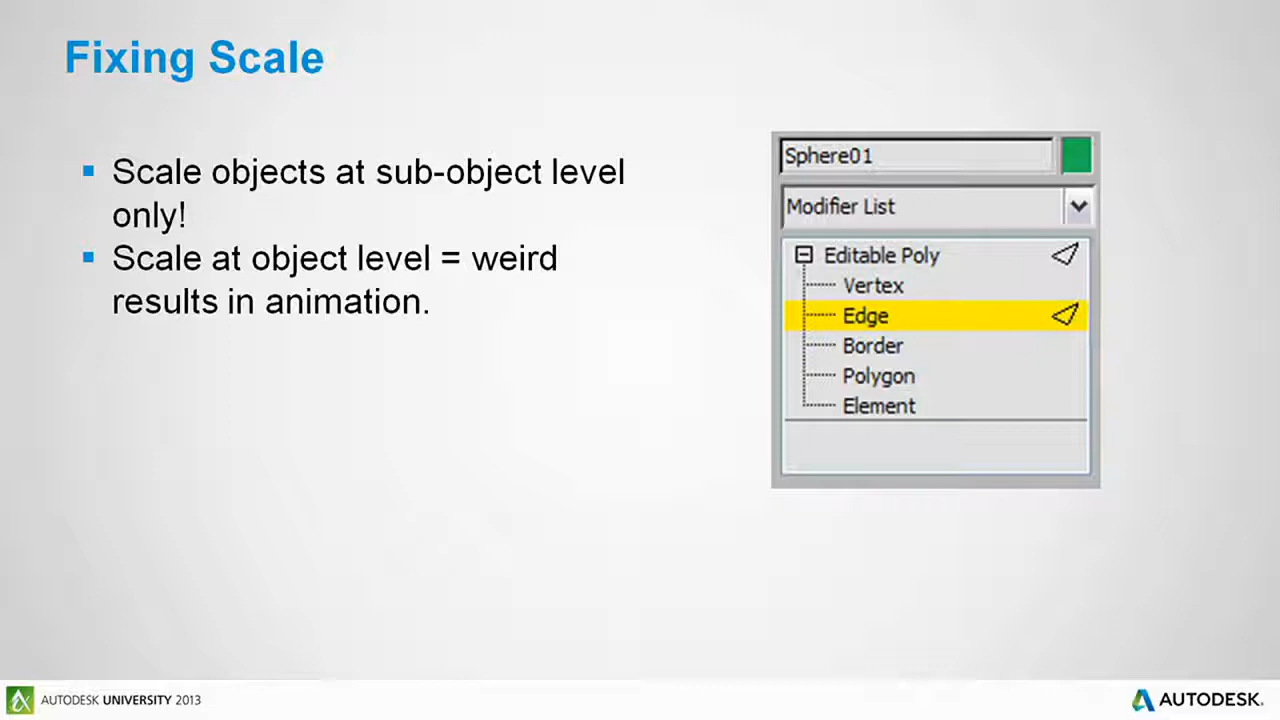 Fixing Scale
Scale objects at sub-object level
only!
Scale at object level = weird
results in animation.
Sphere01
Modifier List
Editable Poly
Vertex
Edge
Border
Polygon
Element
AUTODESK UNIVERSITY 2013
AUTODESK.